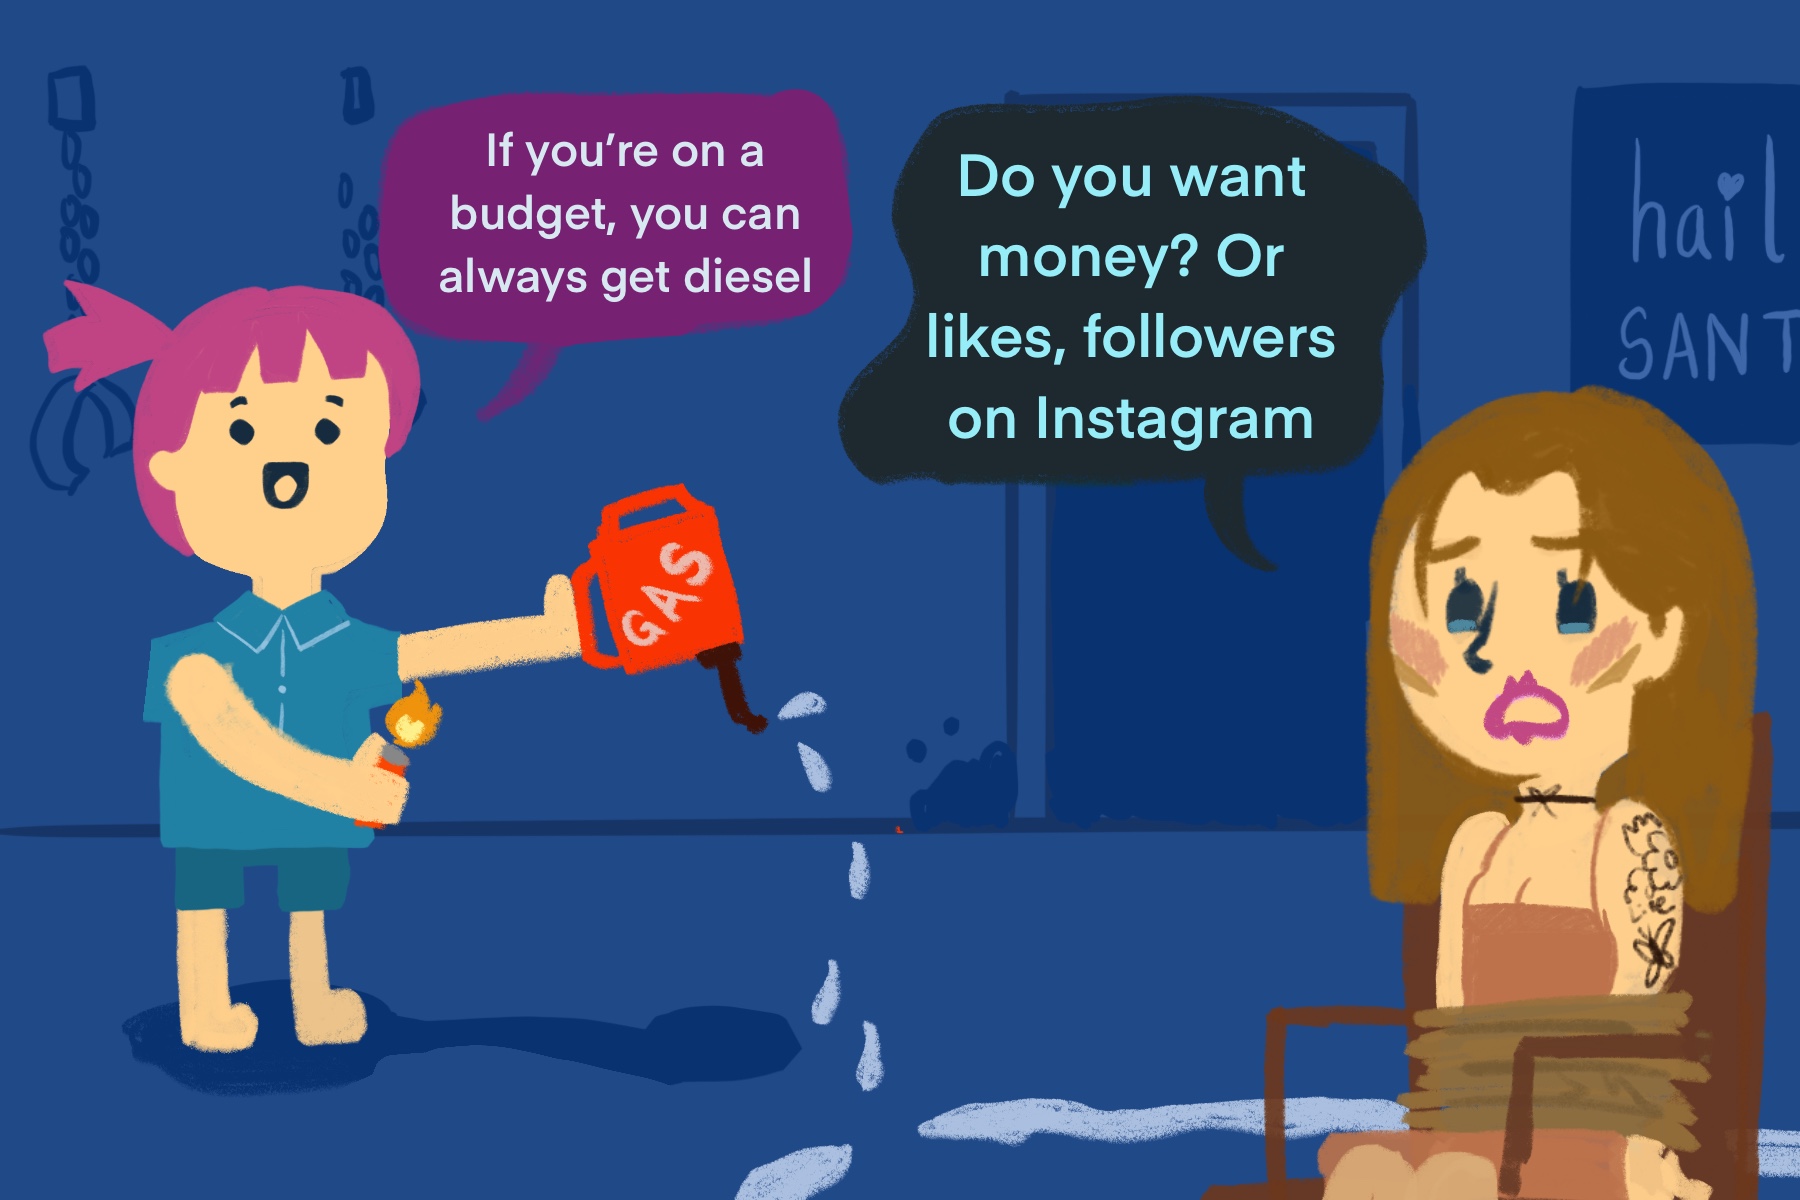 If you’re on a
budget, you can
always get diesel
Do you want
money? Or
likes, followers
on Instagram
hail
SANT
GAS